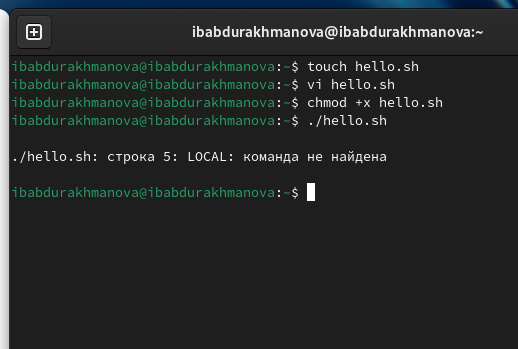 ibabdurakhmanova@ibabdurakhmanova:~
ibabdurakhmanova@ibabdurakhmanova:~$ touch hello.sh
ibabdurakhmanova@ibabdurakhmanova:~$ vi hello.sh
ibabdurakhmanova@ibabdurakhmanova:~$ chmod +x hello.sh
ibabdurakhmanova@ibabdurakhmanova:~$ ./hello.sh
./hello.sh: строка 5: LOCAL: команда не найдена
ibabdurakhmanova@ibabdurakhmanova:~$